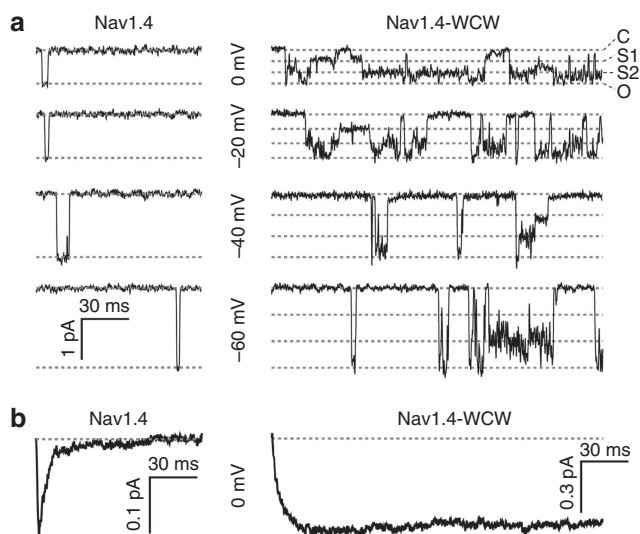 a
Nav1.4
Nav1.4-WCW
C
S1
S2
O
0 mV
–20 mV
–40 mV
–60 mV
30 ms
1 pA
b
Nav1.4
Nav1.4-WCW
0 mV
30 ms
0.1 pA
30 ms
0.3 pA